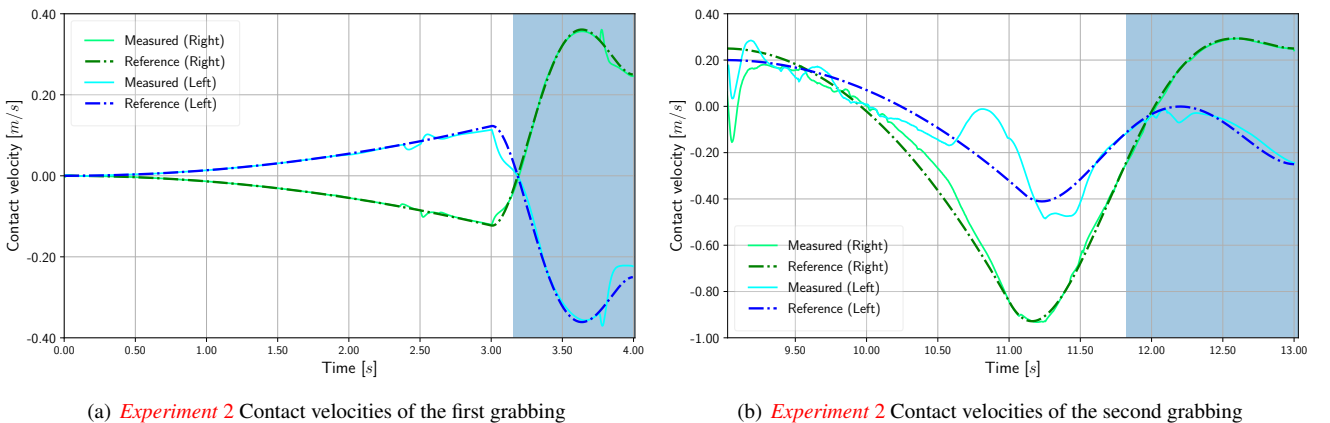 0.40
0.20
0.00
-0.20
-0.40
Contact velocity [m/s]
Measured (Right)
Reference (Right)
Measured (Left)
Reference (Left)
0.00 0.50 1.00 1.50 2.00 2.50 3.00 3.50 4.00
Time [s]
(a) Experiment 2 Contact velocities of the first grabbing
0.40
0.20
0.00
-0.20
-0.40
-0.60
-0.80
-1.00
Contact velocity [m/s]
Measured (Right)
Reference (Right)
Measured (Left)
Reference (Left)
9.50 10.00 10.50 11.00 11.50 12.00 12.50 13.00
Time [s]
(b) Experiment 2 Contact velocities of the second grabbing